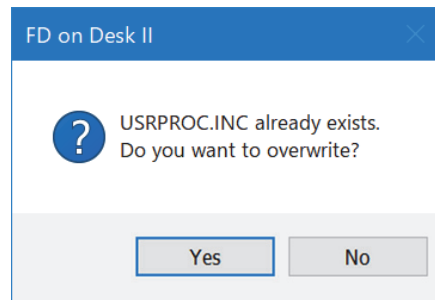 FD on Desk II
USRPROC.INC already exists.
Do you want to overwrite?
Yes No